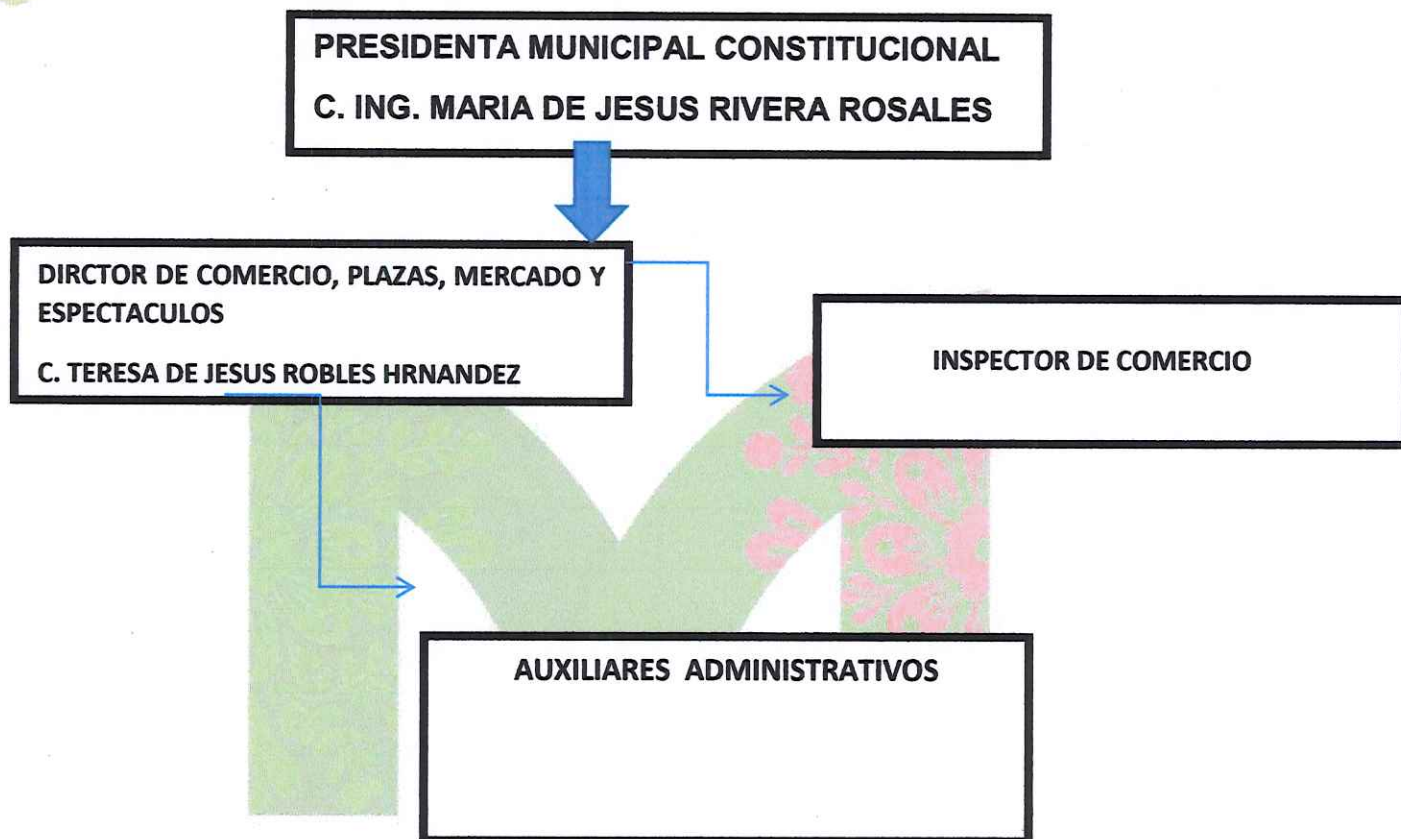 PRESIDENTA MUNICIPAL CONSTITUCIONAL
C. ING. MARIA DE JESUS RIVERA ROSALES
DIRCTOR DE COMERCIO, PLAZAS, MERCADO Y
ESPECTACULOS
C. TERESA DE JESUS ROBLES HRNANDEZ
INSPECTOR DE COMERCIO
AUXILIARES ADMINISTRATIVOS